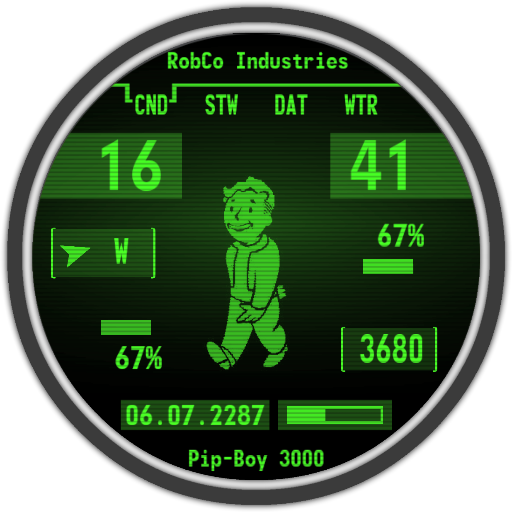 RobCo Industries
CND STW DAT WTR
16 41
67%
W
67%
3680
06.07.2287
Pip-Boy 3000